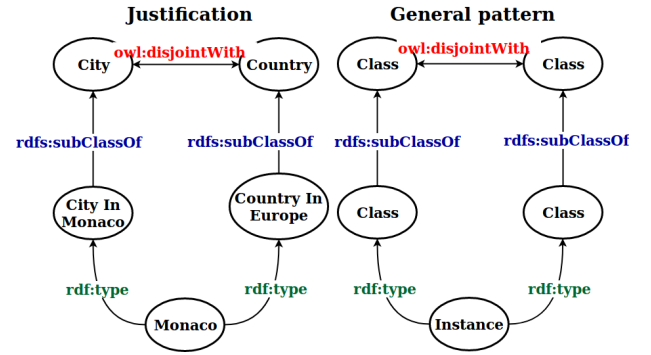 Justification
General pattern
owl:disjointWith
owl:disjointWith
City
Country
Class
Class
rdfs:subClassOf
rdfs:subClassOf
rdfs:subClassOf
rdfs:subClassOf
City In
Monaco
Country In
Europe
Class
Class
rdf:type
rdf:type
rdf:type
rdf:type
Monaco
Instance